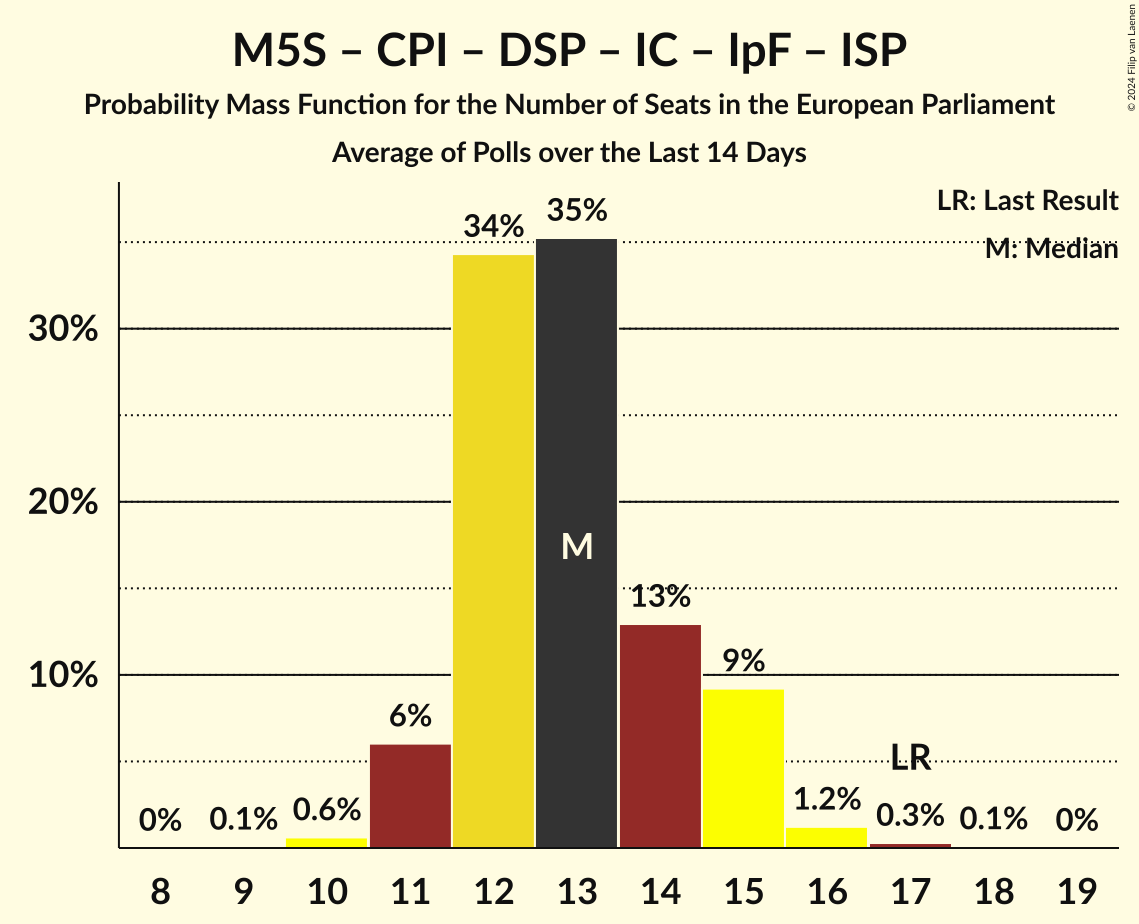 M5S – CPI – DSP – IC – IpF – ISP
Probability Mass Function for the Number of Seats in the European Parliament
Average of Polls over the Last 14 Days
© 2024 Filip van Laenen
LR: Last Result
M: Median
30%
20%
10%
0%
0.1%
0.6%
6%
34%
35%
13%
9%
1.2%
0.3%
0.1%
0%
M
LR
8 9 10 11 12 13 14 15 16 17 18 19